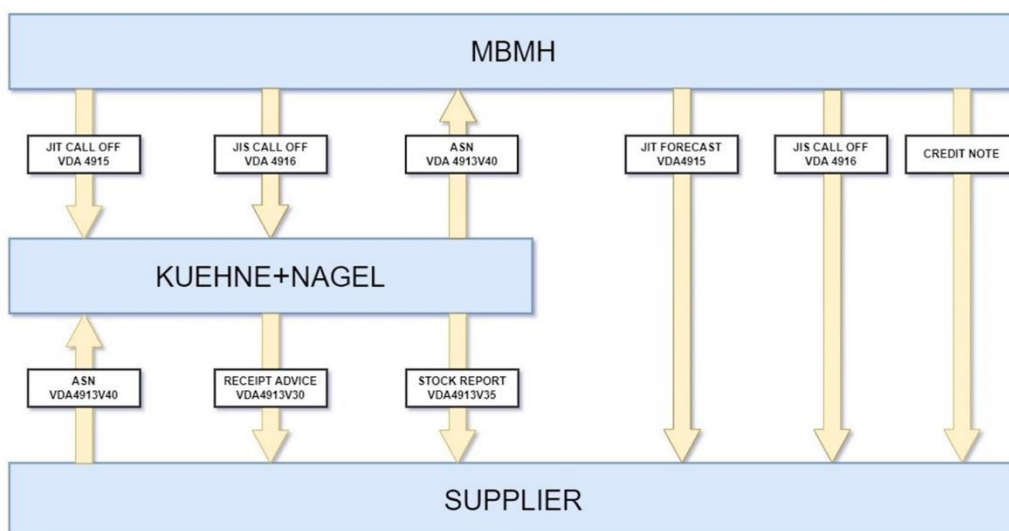 MBMH
JIT CALL OFF
VDA 4915
JIS CALL OFF
VDA 4916
ASN
VDA 4913V40
JIT FORECAST
VDA4915
JIS CALL OFF
VDA 4916
CREDIT NOTE
KUEHNE+NAGEL
ASN
VDA4913V40
RECEIPT ADVICE
VDA4913V30
STOCK REPORT
VDA4913V35
SUPPLIER